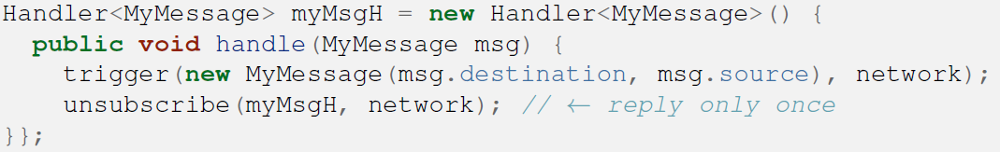 Handler<MyMessage> myMsgH = new Handler<MyMessage>() {
public void handle(MyMessage msg) {
trigger(new MyMessage(msg.destination, msg.source), network);
unsubscribe(myMsgH, network); // ← reply only once
}};